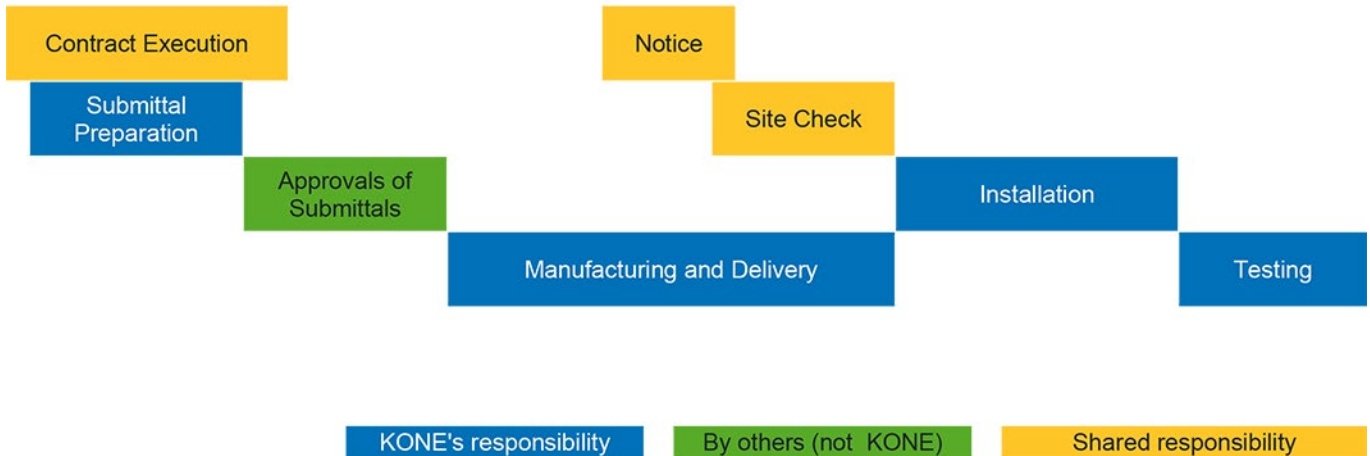 Contract Execution
Notice
Submittal
Preparation
Site Check
Approvals of
Submittals
Installation
Manufacturing and Delivery
Testing
KONE's responsibility
By others (not KONE)
Shared responsibility